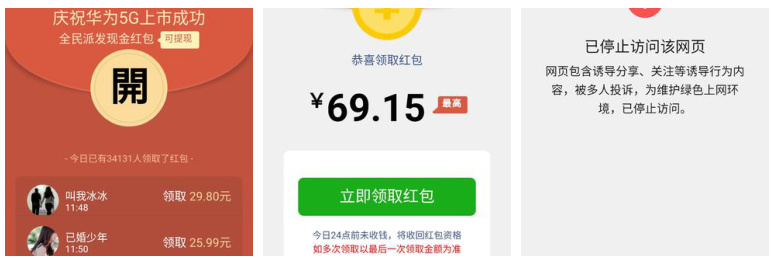 庆祝华为5G上市成功
全民派发现金红包 可提现
開
- 今日已有34131人领取了红包 -
叫我冰冰 领取 29.80元
11:48
已婚少年 领取 25.99元
11:50
恭喜领取红包
¥69.15 最高
立即领取红包
今日24点前未收钱，将收回红包资格
如多次领取以最后一次领取金额为准
已停止访问该网页
网页包含诱导分享、关注等诱导行为内
容，被多人投诉，为维护绿色上网环
境，已停止访问。